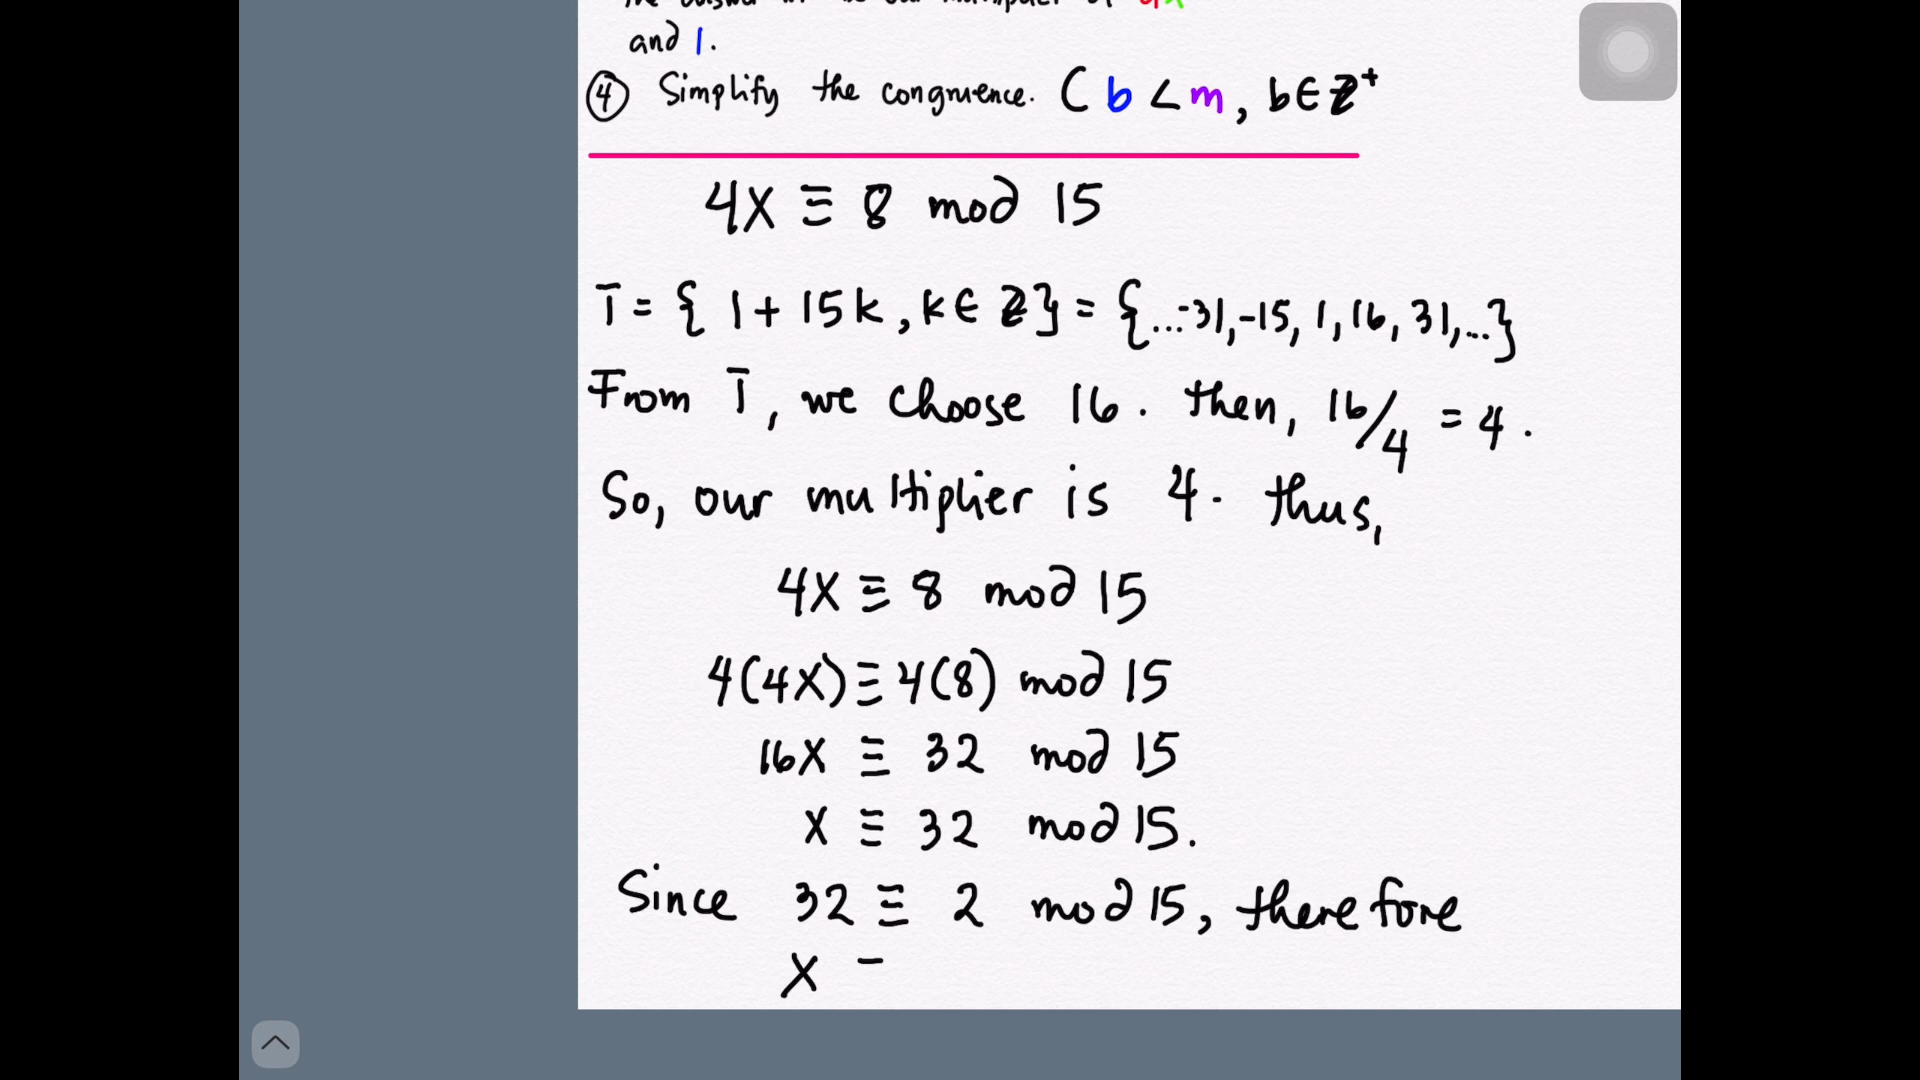 and 1.
④ Simplify the congruence. ( b < m, b ∈ Z⁺
4X ≡ 8 mod 15
T = { 1 + 15k, k ∈ Z } = {...-31, -15, 1, 16, 31, ...}
From T, we choose 16. then, 16/4 = 4.
So, our multiplier is 4. thus,
4X ≡ 8 mod 15
4(4X) ≡ 4(8) mod 15
16X ≡ 32 mod 15
X ≡ 32 mod 15.
Since 32 ≡ 2 mod 15, therefore
X -